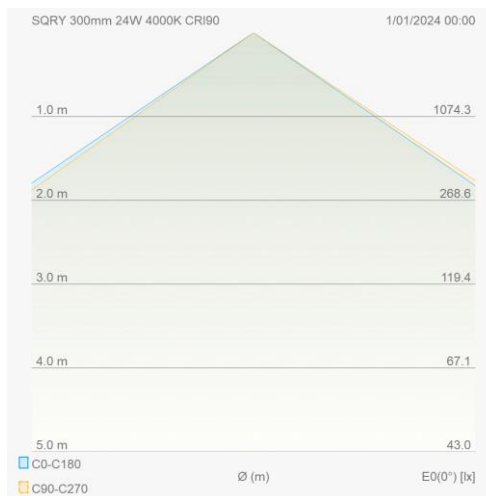 SQRY 300mm 24W 4000K CRI90 1/01/2024 00:00
1.0 m 1074.3
2.0 m 268.6
3.0 m 119.4
4.0 m 67.1
5.0 m 43.0
C0-C180
Ø (m) E0(0°) [lx]
C90-C270